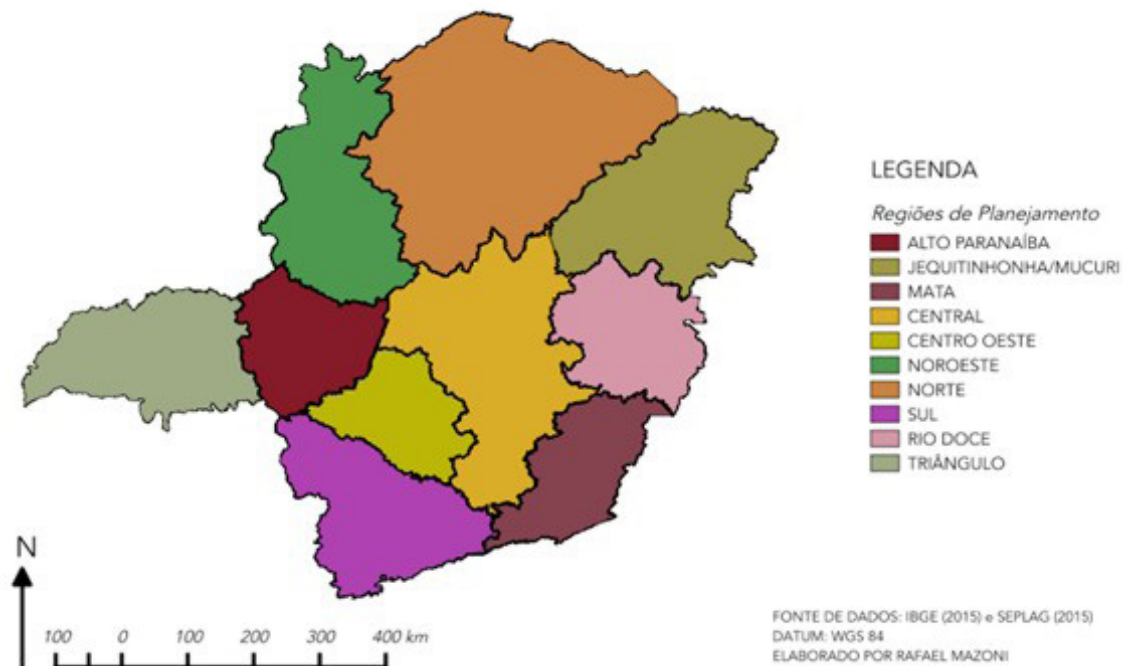 LEGENDA
Regiões de Planejamento
ALTO PARANAÍBA
JEQUITINHONHA/MUCURI
MATA
CENTRAL
CENTRO OESTE
NOROESTE
NORTE
SUL
RIO DOCE
TRIÂNGULO
N
100 0 100 200 300 400 km
FONTE DE DADOS: IBGE (2015) e SEPLAG (2015)
DATUM: WGS 84
ELABORADO POR RAFAEL MAZONI